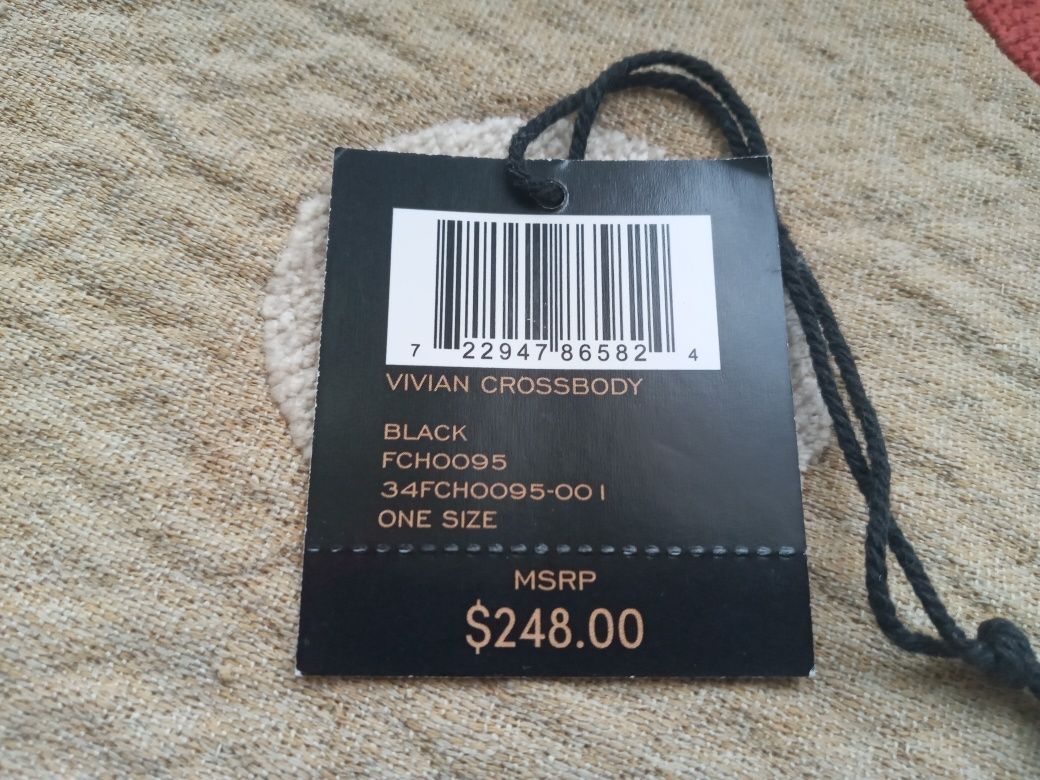 7 22947 86582 4
VIVIAN CROSSBODY
BLACK
FCH0095
34FCH0095-001
ONE SIZE
MSRP
$248.00